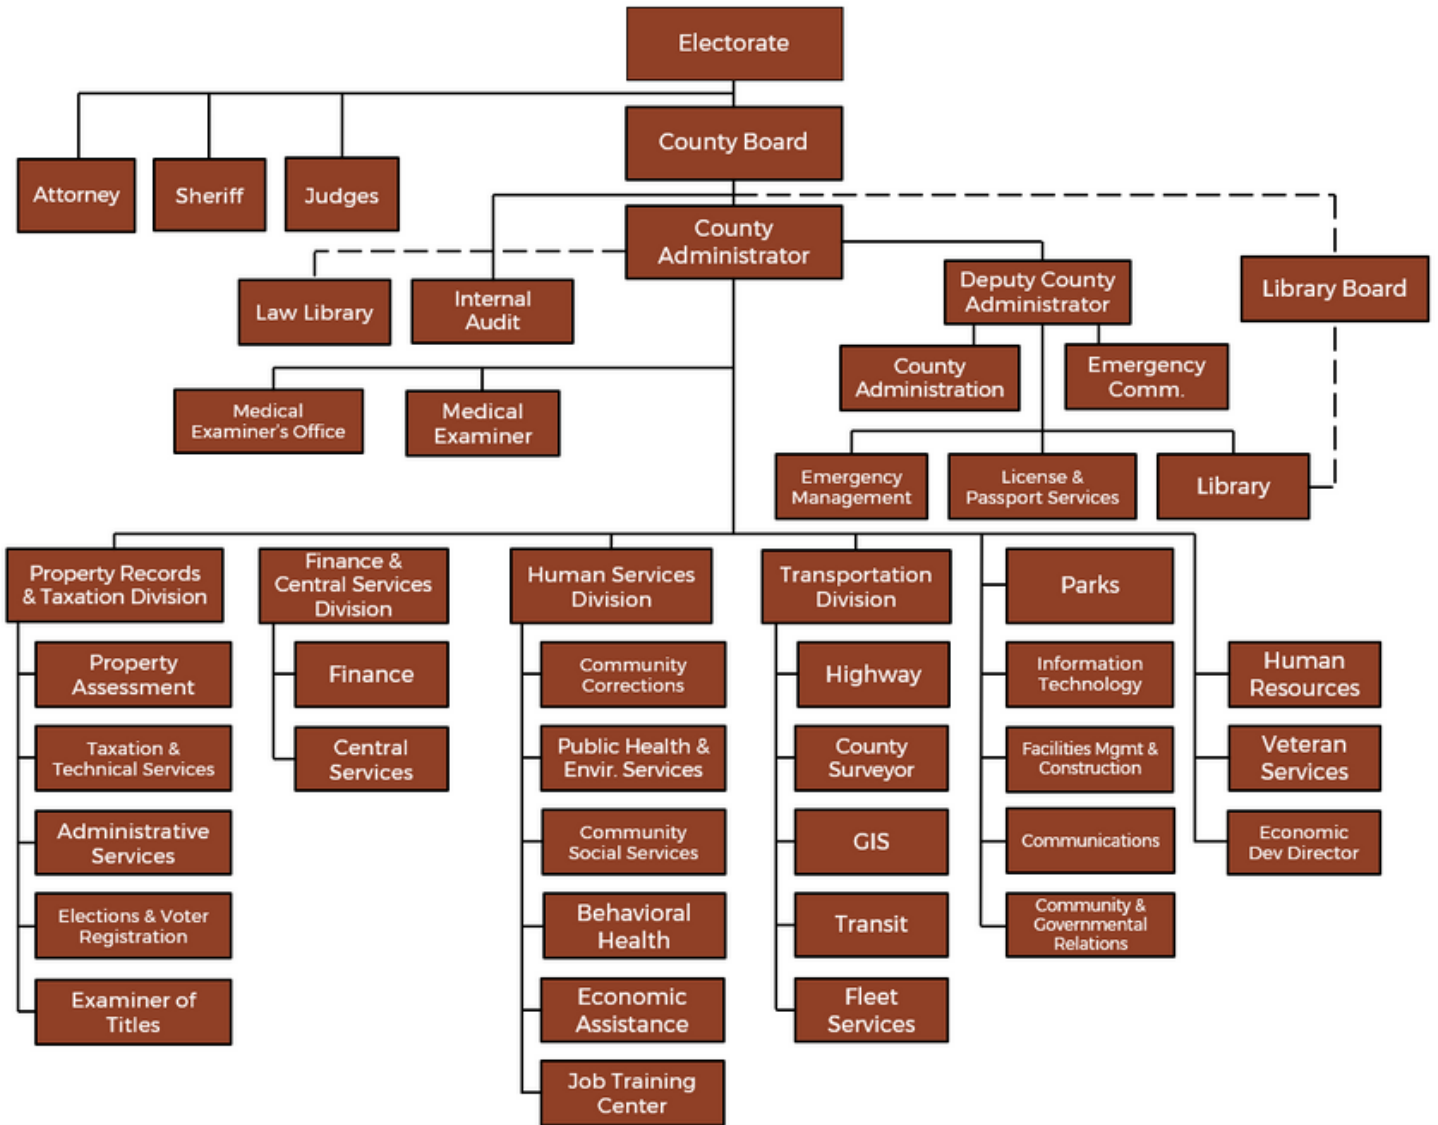 Electorate
County Board
Attorney
Sheriff
Judges
County
Administrator
Law Library
Internal
Audit
Deputy County
Administrator
Library Board
County
Administration
Emergency
Comm.
Medical
Examiner's Office
Medical
Examiner
Emergency
Management
License &
Passport Services
Library
Property Records
& Taxation Division
Property
Assessment
Taxation &
Technical Services
Administrative
Services
Elections & Voter
Registration
Examiner of
Titles
Finance &
Central Services
Division
Finance
Central
Services
Human Services
Division
Community
Corrections
Public Health &
Envir. Services
Community
Social Services
Behavioral
Health
Economic
Assistance
Job Training
Center
Transportation
Division
Highway
County
Surveyor
GIS
Transit
Fleet
Services
Parks
Information
Technology
Facilities Mgmt &
Construction
Communications
Community &
Governmental
Relations
Human
Resources
Veteran
Services
Economic
Dev Director